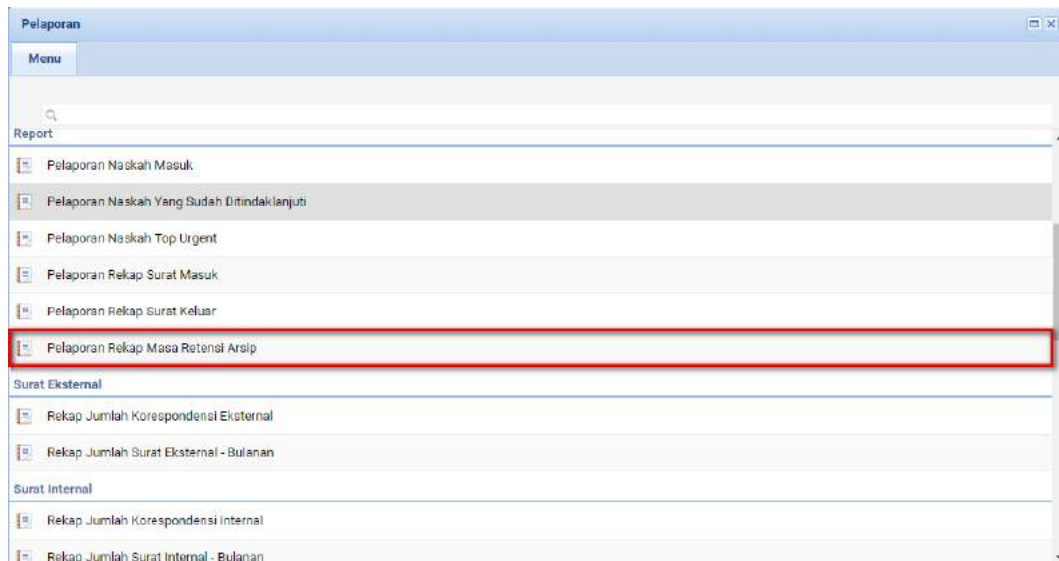 Pelaporan
Menu
Report
Pelaporan Naskah Masuk
Pelaporan Naskah Yang Sudah Ditindaklanjuti
Pelaporan Naskah Top Urgent
Pelaporan Rekap Surat Masuk
Pelaporan Rekap Surat Keluar
Pelaporan Rekap Masa Retensi Arsip
Surat Eksternal
Rekap Jumlah Korespondensi Eksternal
Rekap Jumlah Surat Eksternal - Bulanan
Surat Internal
Rekap Jumlah Korespondensi Internal
Rekap Jumlah Surat Internal - Bulanan